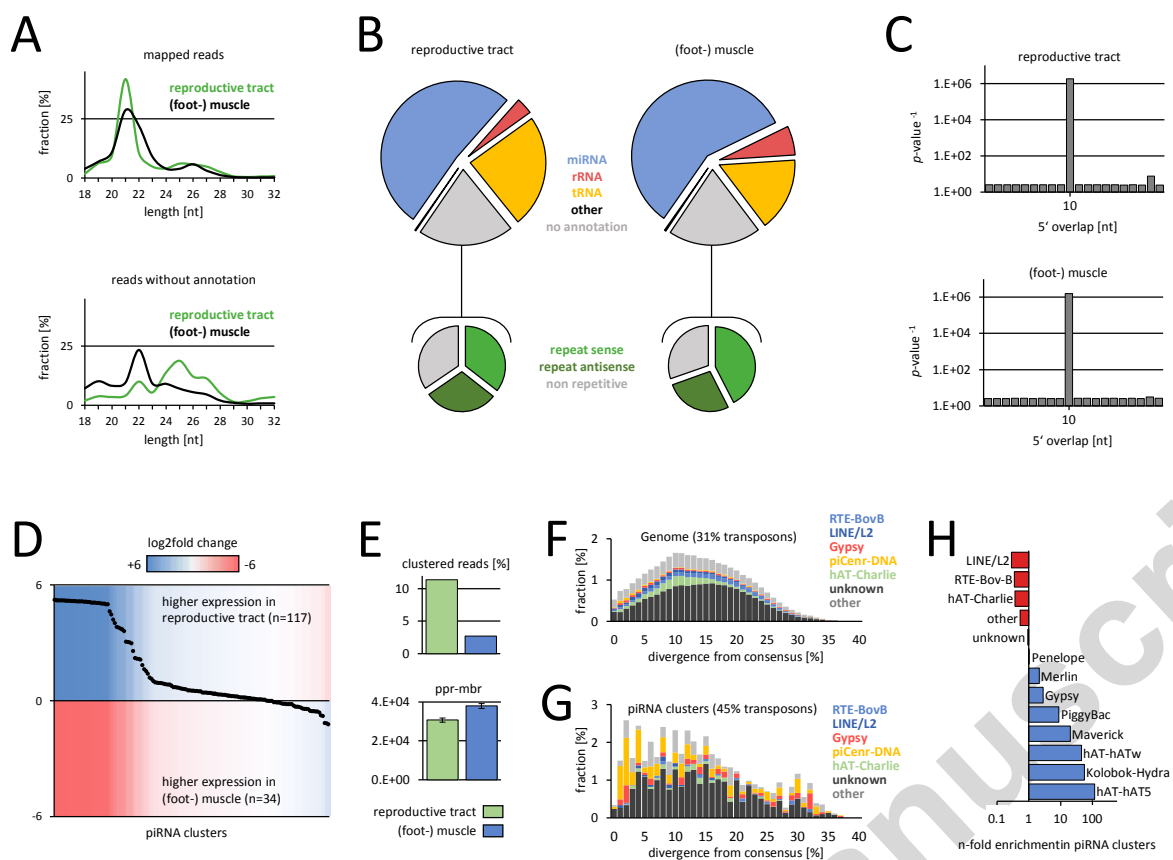 A
mapped reads
fraction [%]
25
0
reproductive tract
(foot-) muscle
18 20 22 24 26 28 30 32
length [nt]
reads without annotation
fraction [%]
25
0
reproductive tract
(foot-) muscle
18 20 22 24 26 28 30 32
length [nt]
B
reproductive tract
(foot-) muscle
miRNA
rRNA
tRNA
other
no annotation
repeat sense
repeat antisense
non repetitive
C
reproductive tract
p-value -1
1.E+06
1.E+04
1.E+02
1.E+00
10
5‘ overlap [nt]
(foot-) muscle
p-value -1
1.E+06
1.E+04
1.E+02
1.E+00
10
5‘ overlap [nt]
D
log2fold change
+6 -6
6
0
-6
higher expression in
reproductive tract (n=117)
higher expression in
(foot-) muscle (n=34)
piRNA clusters
E
clustered reads [%]
10
5
0
ppr-mbr
4.E+04
2.E+04
0.E+00
reproductive tract
(foot-) muscle
F
Genome (31% transposons)
fraction [%]
2
1
0
0 5 10 15 20 25 30 35 40
divergence from consensus [%]
RTE-BovB
LINE/L2
Gypsy
piCenr-DNA
hAT-Charlie
unknown
other
G
piRNA clusters (45% transposons)
fraction [%]
3
2
1
0
0 5 10 15 20 25 30 35 40
divergence from consensus [%]
RTE-BovB
LINE/L2
Gypsy
piCenr-DNA
hAT-Charlie
unknown
other
H
LINE/L2
RTE-Bov-B
hAT-Charlie
other
unknown
Penelope
Merlin
Gypsy
PiggyBac
Maverick
hAT-hATw
Kolobok-Hydra
hAT-hAT5
0.1 1 10 100
n-fold enrichmentin piRNA clusters
anuscri